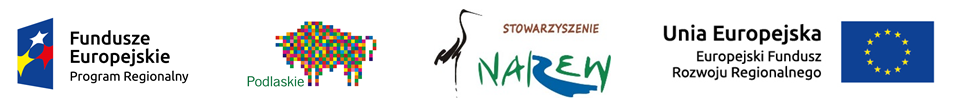 Fundusze
Europejskie
Program Regionalny
Podlaskie
STOWARZYSZENIE
NAREW
Unia Europejska
Europejski Fundusz
Rozwoju Regionalnego